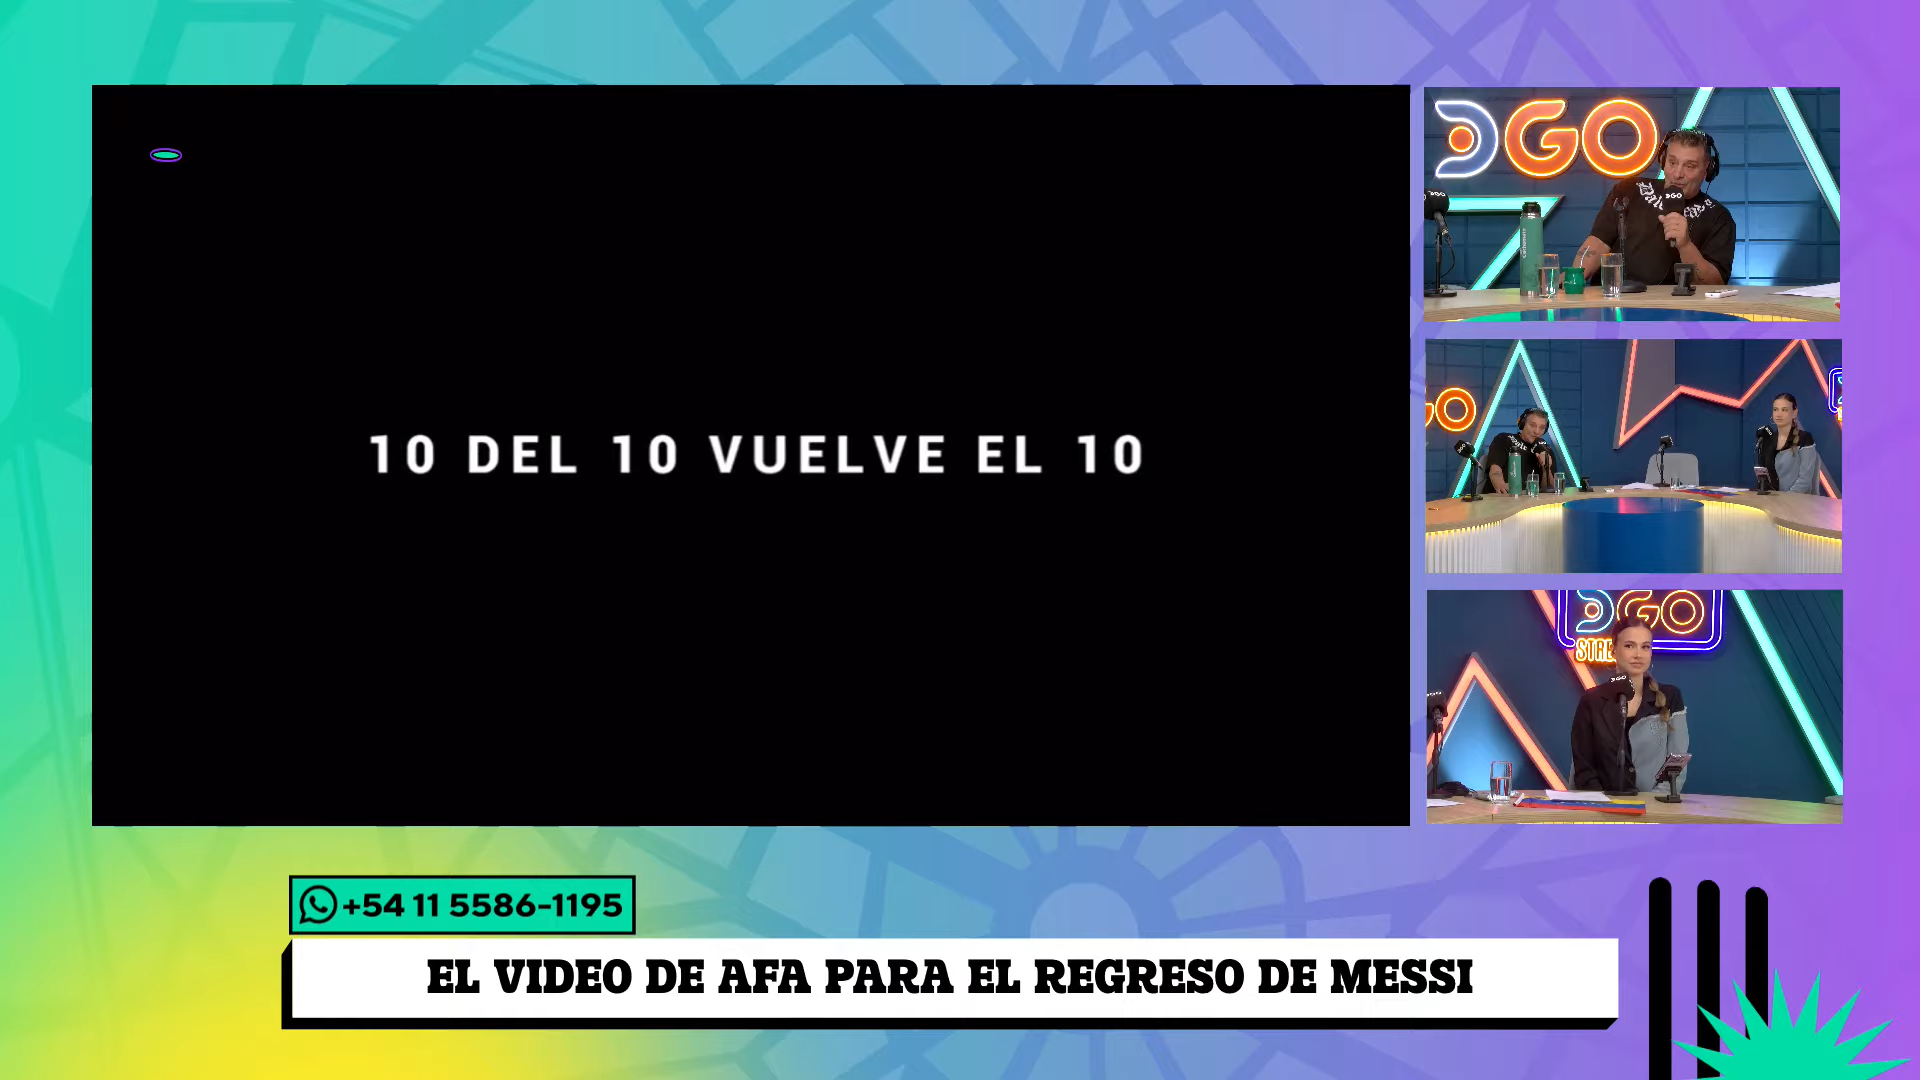 DGO
10 DEL 10 VUELVE EL 10
GO
DGO
STRE
+54 11 5586-1195
EL VIDEO DE AFA PARA EL REGRESO DE MESSI